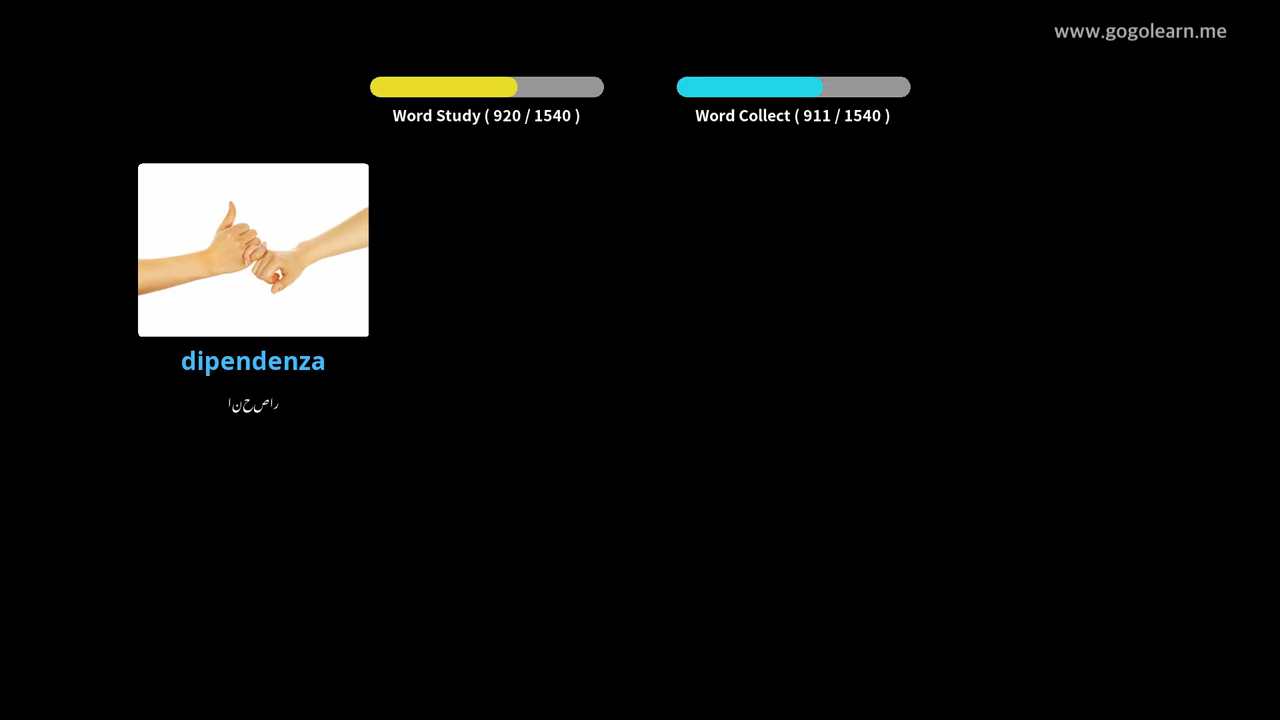 www.gogolearn.me
Word Study ( 920 / 1540 )
Word Collect ( 911 / 1540 )
dipendenza
انحصار